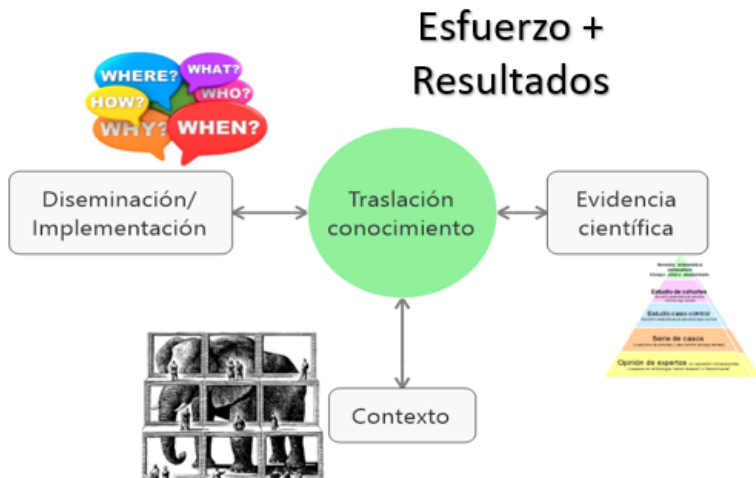 Esfuerzo +
Resultados
WHERE?
WHAT?
HOW?
WHO?
WHY?
WHEN?
Diseminación/
Implementación
Traslación
conocimiento
Evidencia
científica
Estudio de cohortes
Estudio caso-control
Serie de casos
Opinión de expertos
Contexto